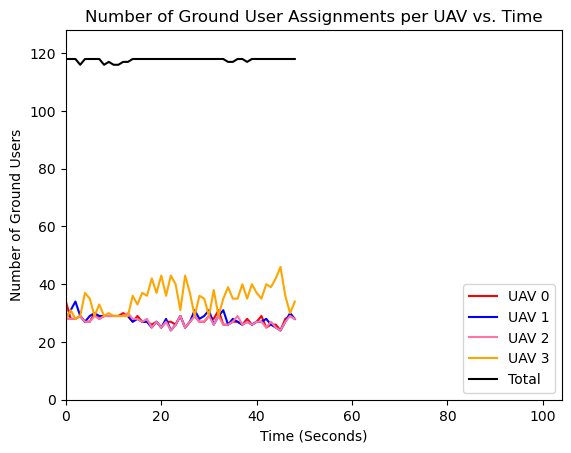 Number of Ground User Assignments per UAV vs. Time
Number of Ground Users
120
100
80
60
40
20
0
0 20 40 60 80 100
Time (Seconds)
UAV 0
UAV 1
UAV 2
UAV 3
Total